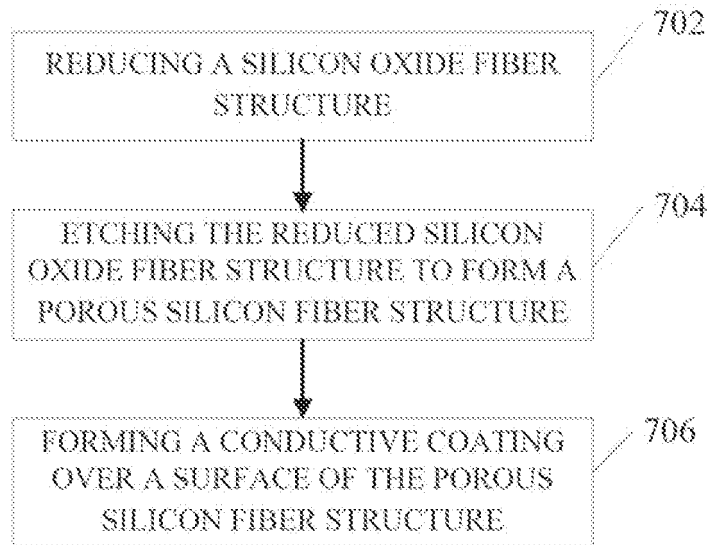 702
REDUCING A SILICON OXIDE FIBER
STRUCTURE
704
ETCHING THE REDUCED SILICON
OXIDE FIBER STRUCTURE TO FORM A
POROUS SILICON FIBER STRUCTURE
706
FORMING A CONDUCTIVE COATING
OVER A SURFACE OF THE POROUS
SILICON FIBER STRUCTURE